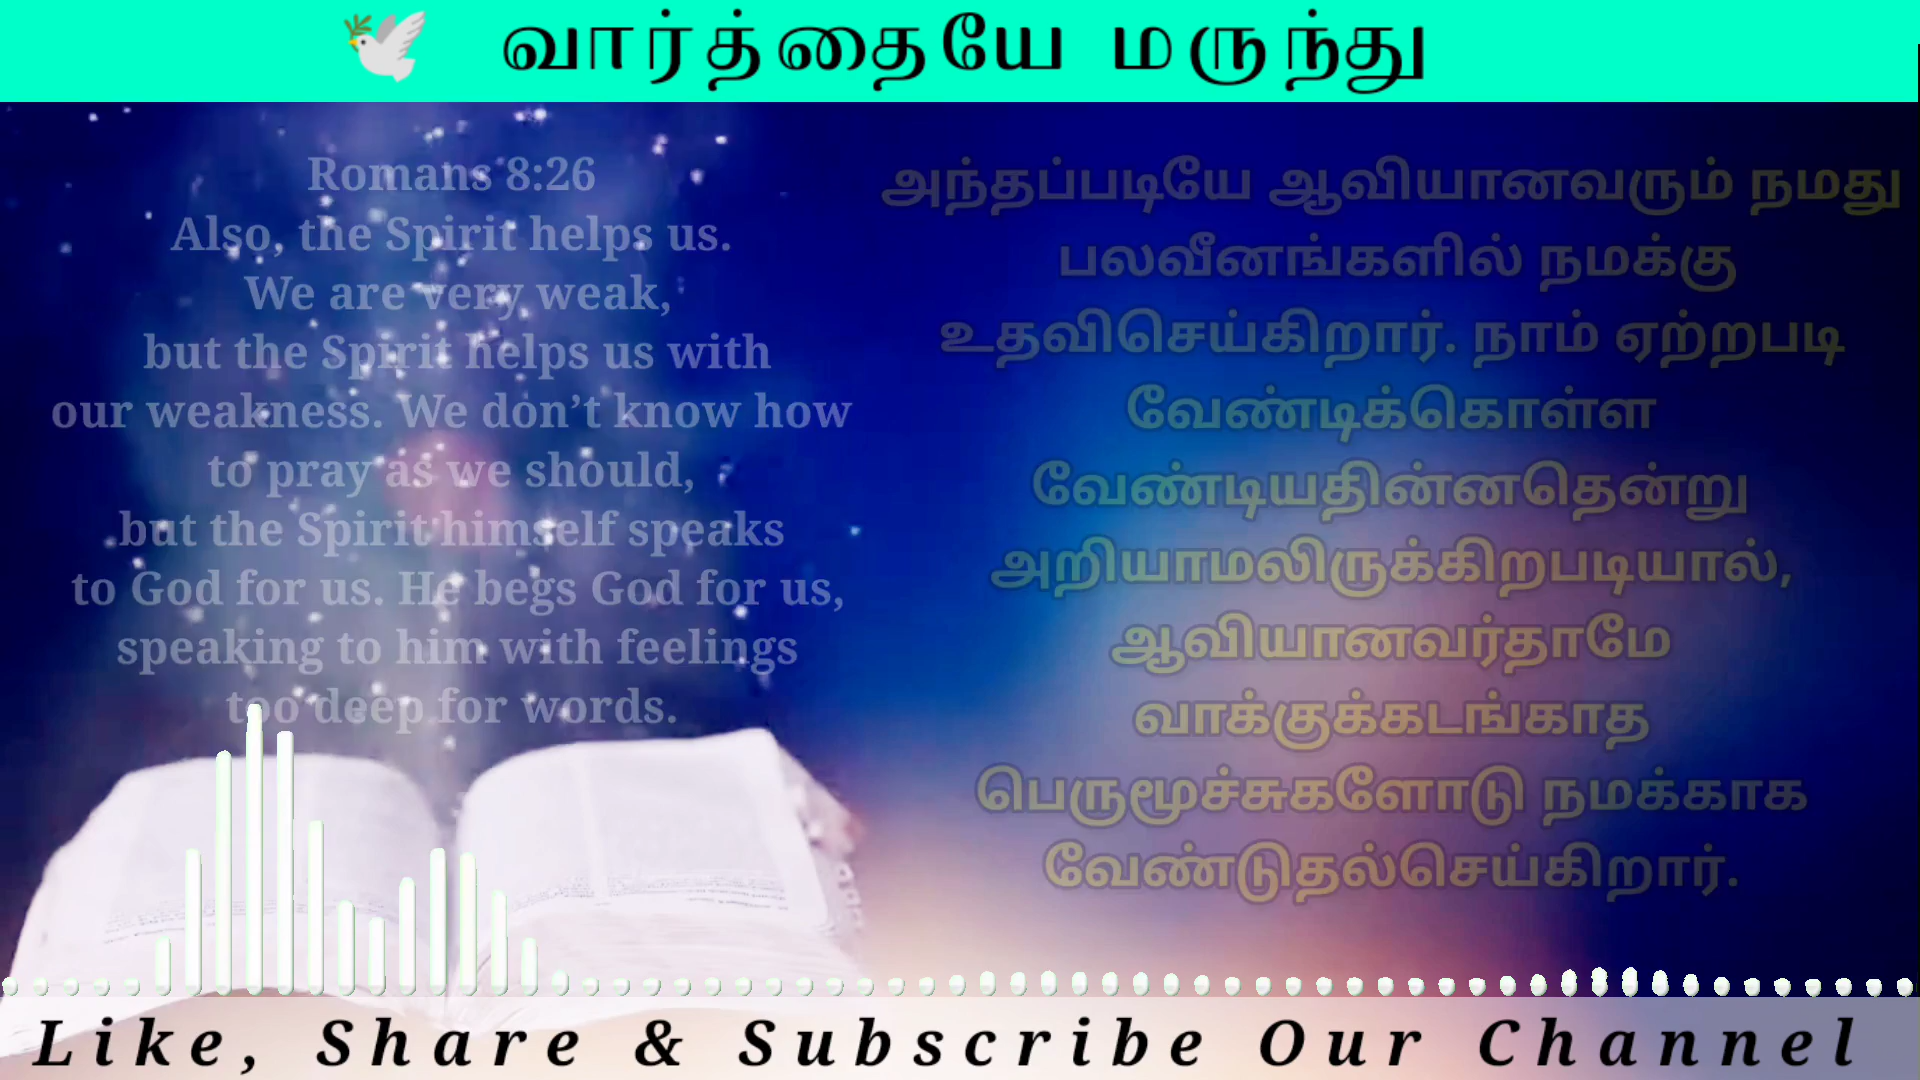 வார்த்தையே மருந்து
Romans 8:26
Also, the Spirit helps us.
We are very weak,
but the Spirit helps us with
our weakness. We don’t know how
to pray as we should,
but the Spirit himself speaks
to God for us. He begs God for us,
speaking to him with feelings
too deep for words.
அந்தப்படியே ஆவியானவரும் நமது
பலவீனங்களில் நமக்கு
உதவிசெய்கிறார். நாம் ஏற்றபடி
வேண்டிக்கொள்ள
வேண்டியதின்னதென்று
அறியாமலிருக்கிறபடியால்,
ஆவியானவர்தாமே
வாக்குக்கடங்காத
பெருமூச்சுகளோடு நமக்காக
வேண்டுதல்செய்கிறார்.
Like, Share & Subscribe Our Channel